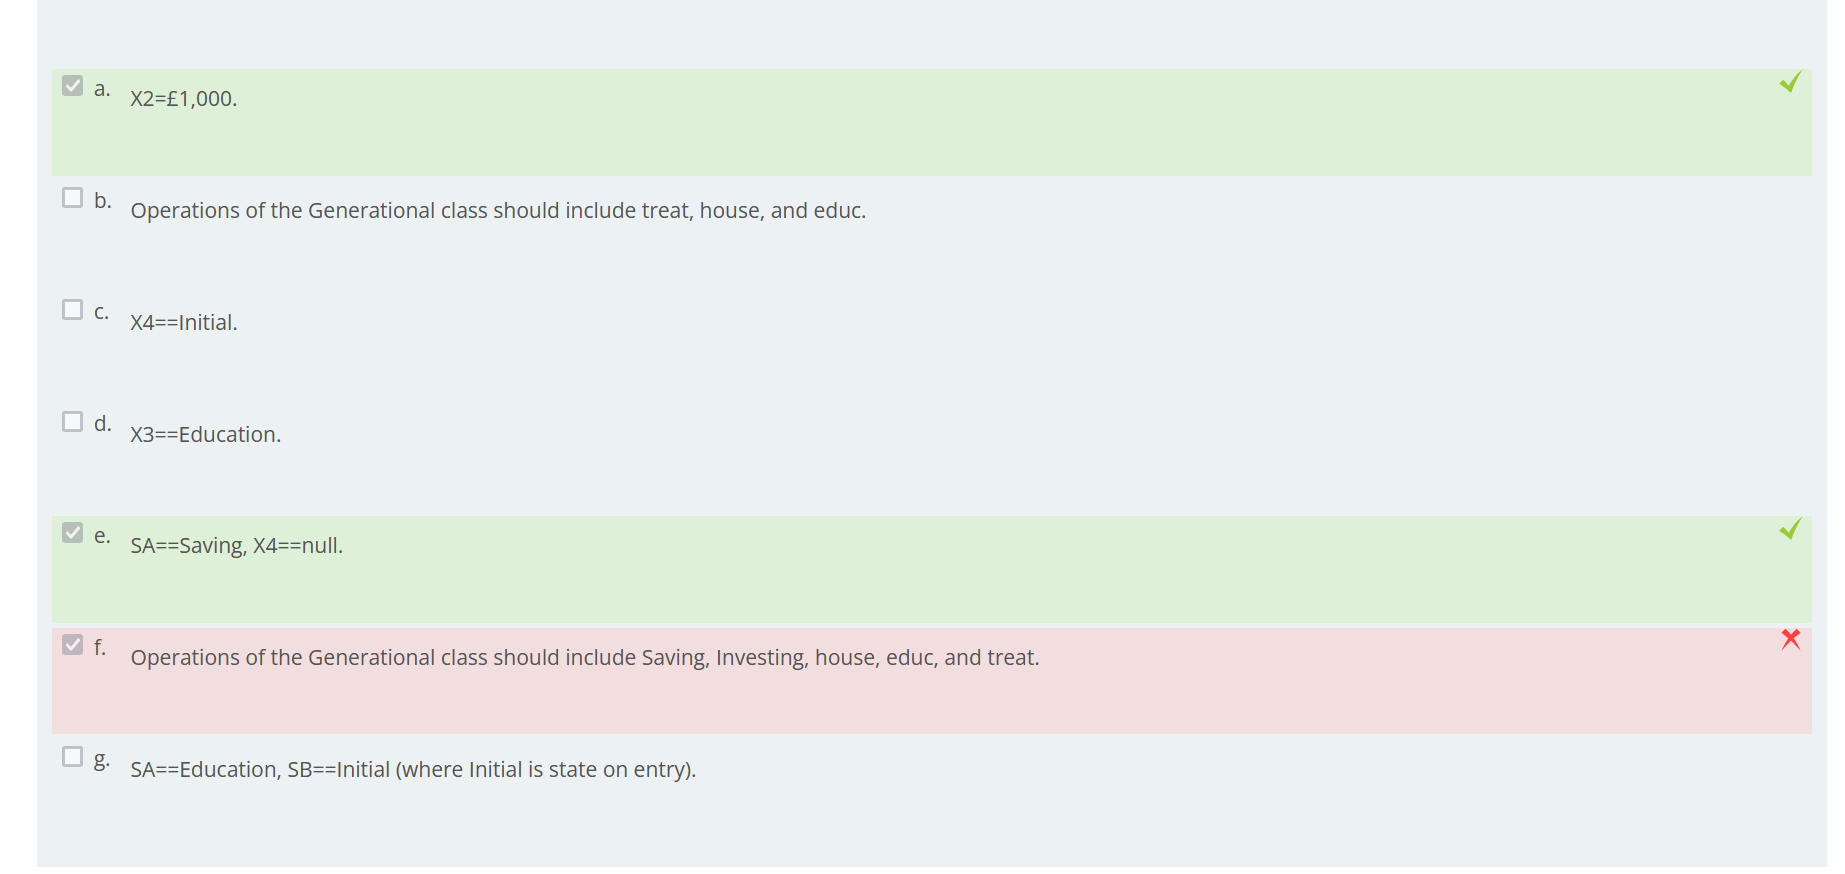 a. X2=£1,000.
b. Operations of the Generational class should include treat, house, and educ.
c. X4==Initial.
d. X3==Education.
e. SA==Saving, X4==null.
f. Operations of the Generational class should include Saving, Investing, house, educ, and treat.
g. SA==Education, SB==Initial (where Initial is state on entry).